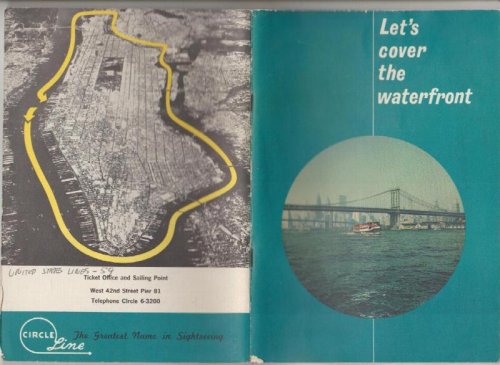 Let's
cover
the
waterfront
UNITED STATES LINES - 59
Ticket Office and Sailing Point
West 42nd Street Pier 81
Telephone Circle 6-3200
CIRCLE
Line
The Greatest Name in Sightseeing